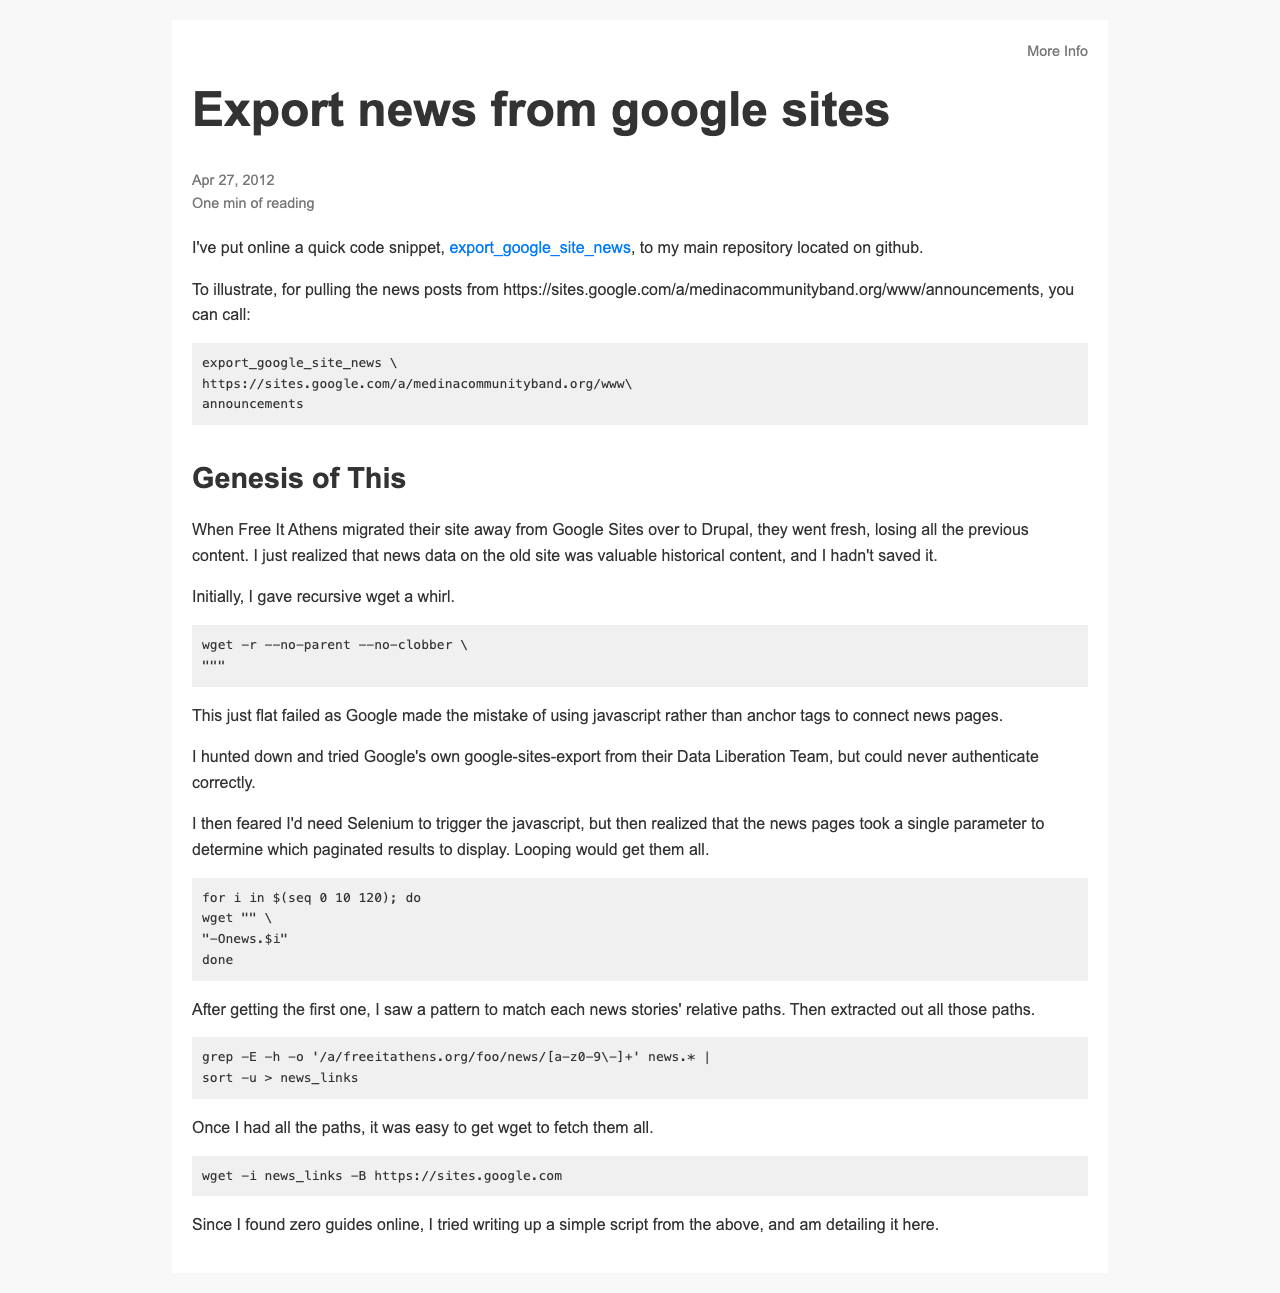 More Info
Export news from google sites
Apr 27, 2012
One min of reading
I've put online a quick code snippet, export_google_site_news, to my main repository located on github.
To illustrate, for pulling the news posts from https://sites.google.com/a/medinacommunityband.org/www/announcements, you
can call:
export_google_site_news \
https://sites.google.com/a/medinacommunityband.org/www\
announcements
Genesis of This
When Free It Athens migrated their site away from Google Sites over to Drupal, they went fresh, losing all the previous
content. I just realized that news data on the old site was valuable historical content, and I hadn't saved it.
Initially, I gave recursive wget a whirl.
wget -r --no-parent --no-clobber \
"""
This just flat failed as Google made the mistake of using javascript rather than anchor tags to connect news pages.
I hunted down and tried Google's own google-sites-export from their Data Liberation Team, but could never authenticate
correctly.
I then feared I'd need Selenium to trigger the javascript, but then realized that the news pages took a single parameter to
determine which paginated results to display. Looping would get them all.
for i in $(seq 0 10 120); do
wget "" \
"-Onews.$i"
done
After getting the first one, I saw a pattern to match each news stories' relative paths. Then extracted out all those paths.
grep -E -h -o '/a/freeitathens.org/foo/news/[a-z0-9\-]+' news.* |
sort -u > news_links
Once I had all the paths, it was easy to get wget to fetch them all.
wget -i news_links -B https://sites.google.com
Since I found zero guides online, I tried writing up a simple script from the above, and am detailing it here.